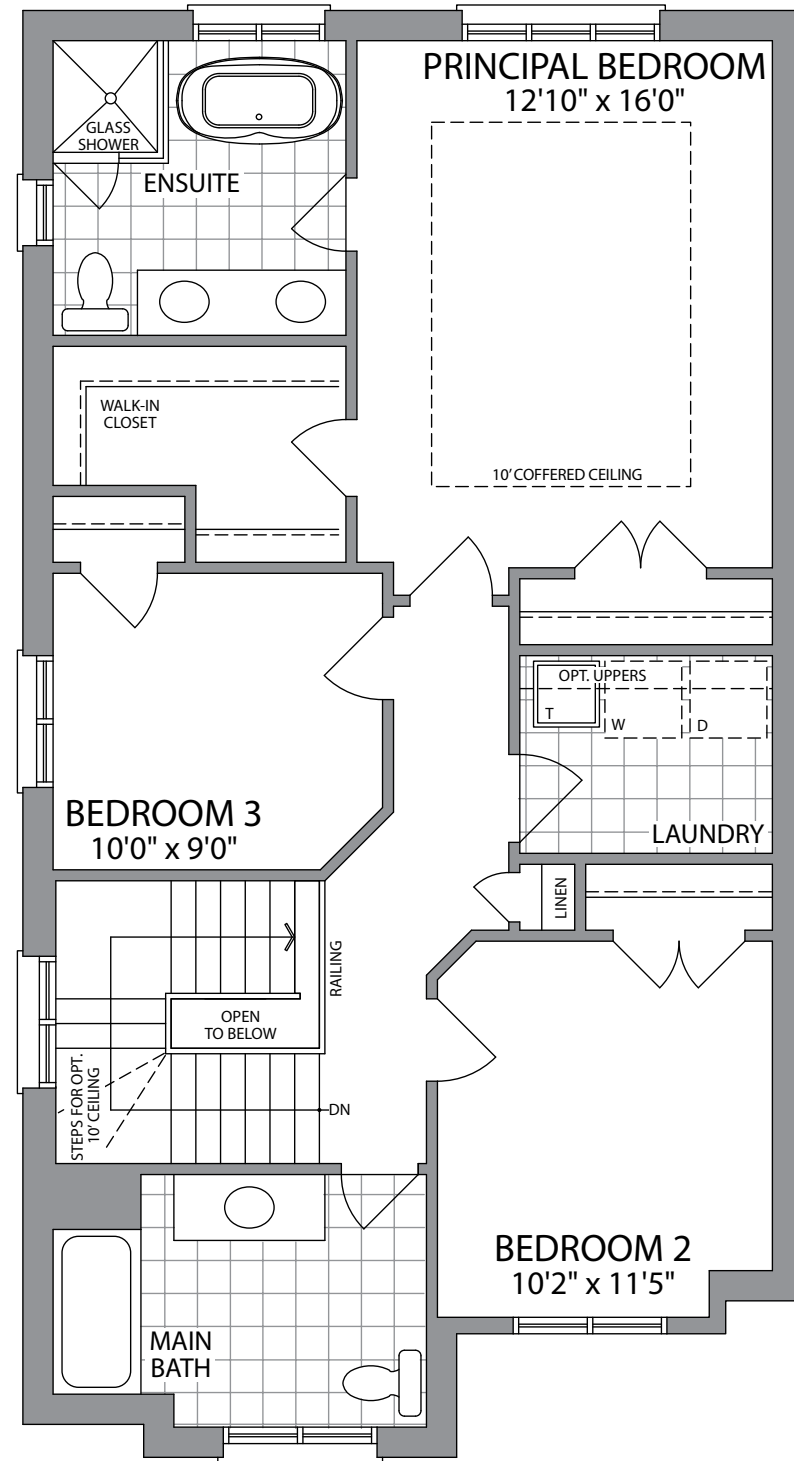 PRINCIPAL BEDROOM
12'10" x 16'0"
GLASS
SHOWER
ENSUITE
WALK-IN
CLOSET
10' COFFERED CEILING
OPT. UPPERS
T
W
D
LAUNDRY
BEDROOM 3
10'0" x 9'0"
LINEN
RAILING
OPEN
TO BELOW
STEPS FOR OPT.
10' CEILING
DN
BEDROOM 2
10'2" x 11'5"
MAIN
BATH